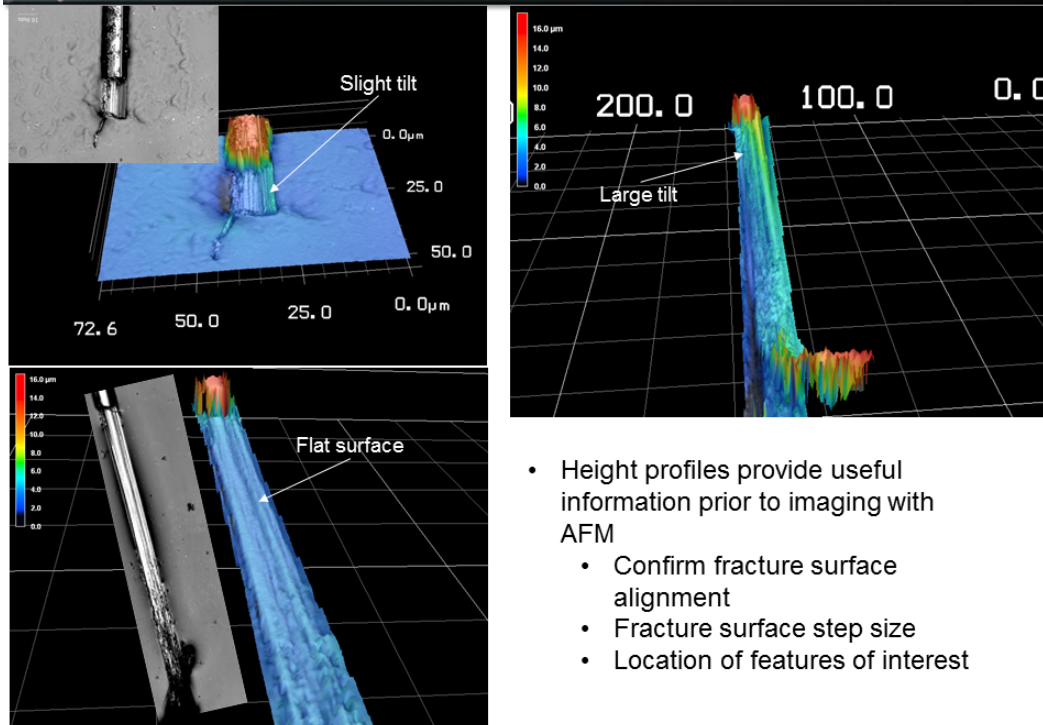 Slight tilt
0.0μm
25.0
50.0
0.0μm
25.0
50.0
72.6
16.0 μm
14.0
12.0
10.0
8.0
6.0
4.0
2.0
0.0
200.0
100.0
Large tilt
16.0 μm
14.0
12.0
10.0
8.0
6.0
4.0
2.0
0.0
Flat surface
• Height profiles provide useful
information prior to imaging with
AFM
• Confirm fracture surface
alignment
• Fracture surface step size
• Location of features of interest